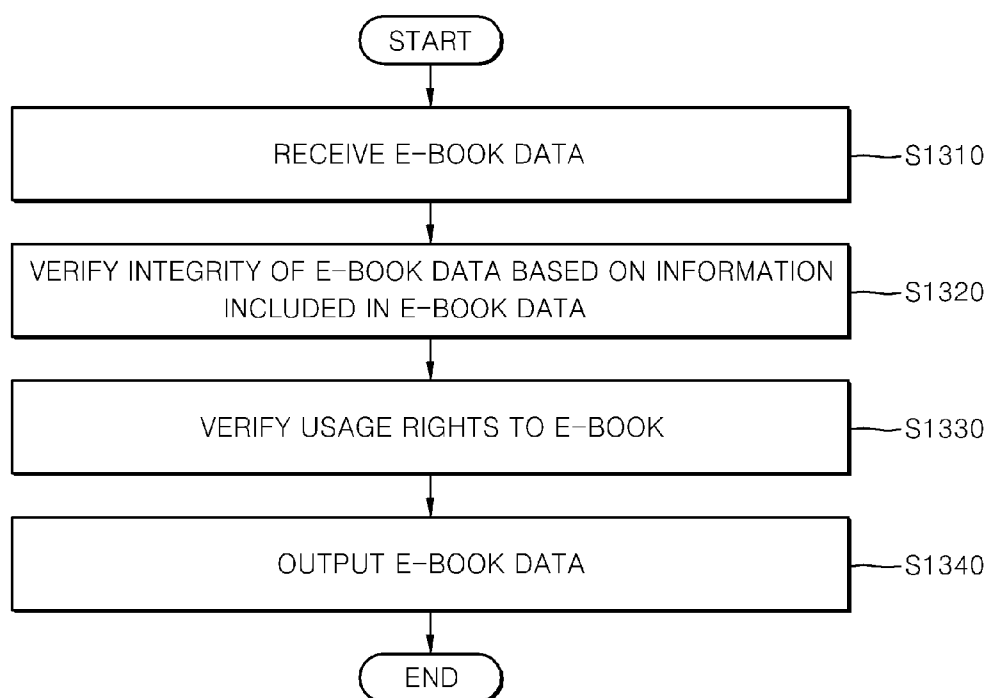 START
RECEIVE E-BOOK DATA
S1310
VERIFY INTEGRITY OF E-BOOK DATA BASED ON INFORMATION
INCLUDED IN E-BOOK DATA
S1320
VERIFY USAGE RIGHTS TO E-BOOK
S1330
OUTPUT E-BOOK DATA
S1340
END